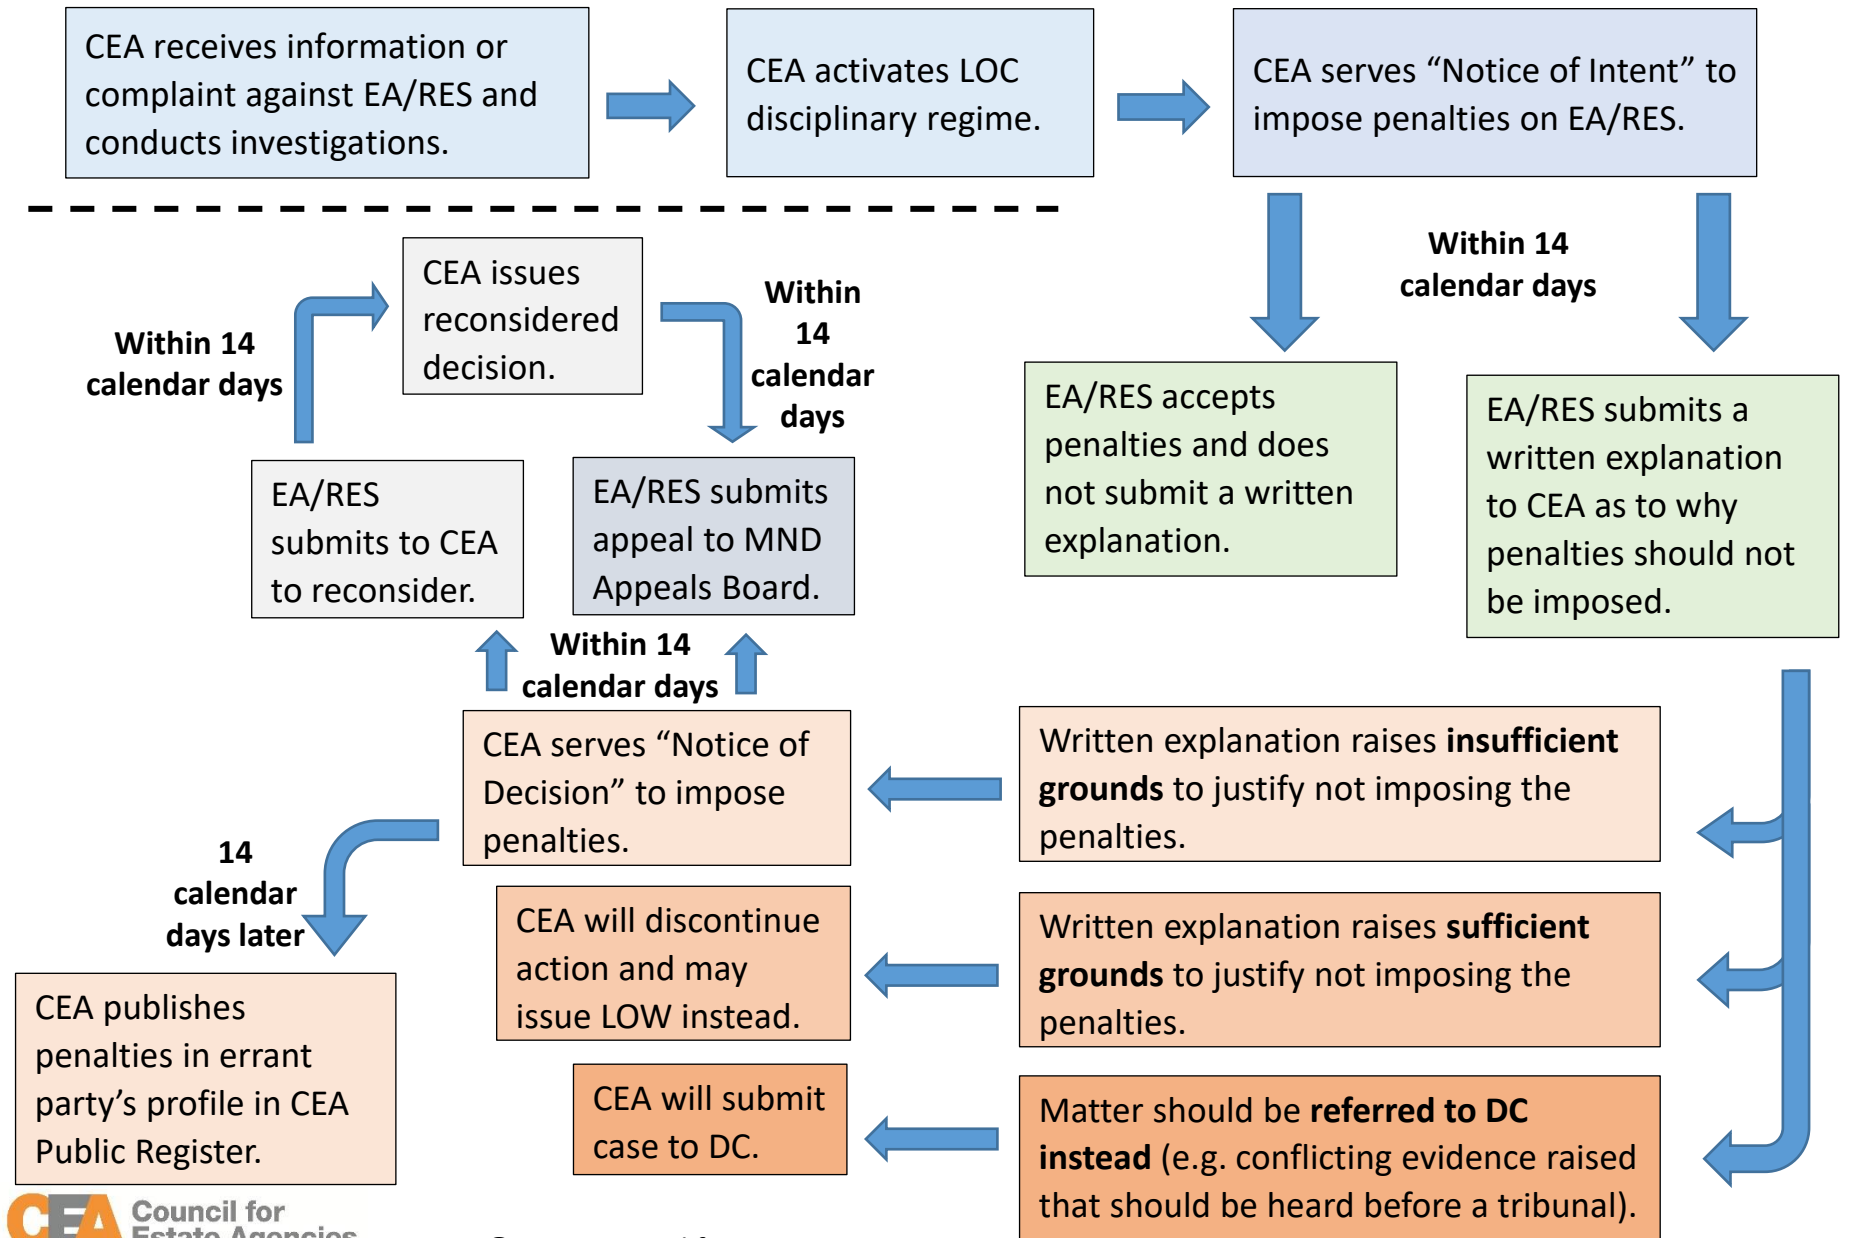 CEA receives information or
complaint against EA/RES and
conducts investigations.
CEA activates LOC
disciplinary regime.
CEA serves “Notice of Intent” to
impose penalties on EA/RES.
Within 14
calendar days
EA/RES accepts
penalties and does
not submit a written
explanation.
EA/RES submits a
written explanation
to CEA as to why
penalties should not
be imposed.
CEA issues
reconsidered
decision.
Within 14
calendar days
Within
14
calendar
days
EA/RES
submits to CEA
to reconsider.
EA/RES submits
appeal to MND
Appeals Board.
Within 14
calendar days
CEA serves “Notice of
Decision” to impose
penalties.
Written explanation raises insufficient
grounds to justify not imposing the
penalties.
14
calendar
days later
CEA will discontinue
action and may
issue LOW instead.
Written explanation raises sufficient
grounds to justify not imposing the
penalties.
CEA publishes
penalties in errant
party’s profile in CEA
Public Register.
CEA will submit
case to DC.
Matter should be referred to DC
instead (e.g. conflicting evidence raised
that should be heard before a tribunal).
CEA
Council for
Estate Agencies